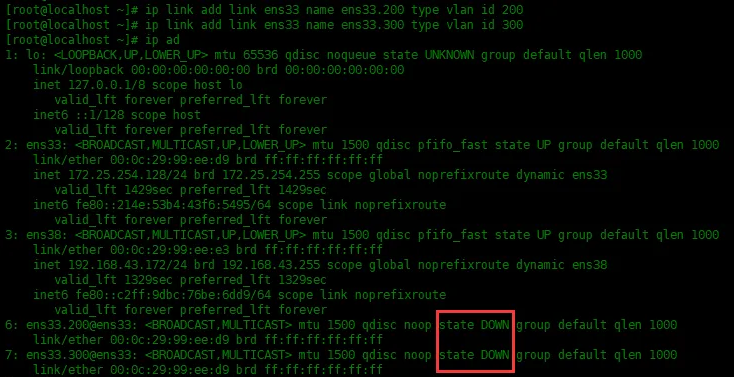 [root@localhost ~]# ip link add link ens33 name ens33.200 type vlan id 200
[root@localhost ~]# ip link add link ens33 name ens33.300 type vlan id 300
[root@localhost ~]# ip ad
1: lo: <LOOPBACK,UP,LOWER_UP> mtu 65536 qdisc noqueue state UNKNOWN group default qlen 1000
    link/loopback 00:00:00:00:00:00 brd 00:00:00:00:00:00
    inet 127.0.0.1/8 scope host lo
       valid_lft forever preferred_lft forever
    inet6 ::1/128 scope host
       valid_lft forever preferred_lft forever
2: ens33: <BROADCAST,MULTICAST,UP,LOWER_UP> mtu 1500 qdisc pfifo_fast state UP group default qlen 1000
    link/ether 00:0c:29:99:ee:d9 brd ff:ff:ff:ff:ff:ff
    inet 172.25.254.128/24 brd 172.25.254.255 scope global noprefixroute dynamic ens33
       valid_lft 1429sec preferred_lft 1429sec
    inet6 fe80::214e:53b4:43f6:5495/64 scope link noprefixroute
       valid_lft forever preferred_lft forever
3: ens38: <BROADCAST,MULTICAST,UP,LOWER_UP> mtu 1500 qdisc pfifo_fast state UP group default qlen 1000
    link/ether 00:0c:29:99:ee:e3 brd ff:ff:ff:ff:ff:ff
    inet 192.168.43.172/24 brd 192.168.43.255 scope global noprefixroute dynamic ens38
       valid_lft 1329sec preferred_lft 1329sec
    inet6 fe80::c2ff:9dbc:76be:6dd9/64 scope link noprefixroute
       valid_lft forever preferred_lft forever
6: ens33.200@ens33: <BROADCAST,MULTICAST> mtu 1500 qdisc noop state DOWN group default qlen 1000
    link/ether 00:0c:29:99:ee:d9 brd ff:ff:ff:ff:ff:ff
7: ens33.300@ens33: <BROADCAST,MULTICAST> mtu 1500 qdisc noop state DOWN group default qlen 1000
    link/ether 00:0c:29:99:ee:d9 brd ff:ff:ff:ff:ff:ff